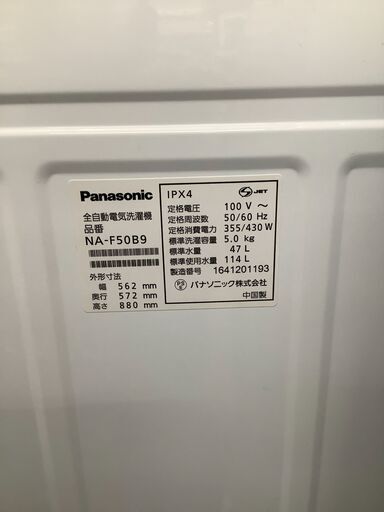 Panasonic
全自動電気洗濯機
品番
NA-F50B9
外形寸法
幅 562 mm
奥行 572 mm
高さ 880 mm
IPX4
S JET
定格電圧 100 V ～
定格周波数 50/60 Hz
定格消費電力 355/430 W
標準洗濯容量 5.0 kg
標準水量 47 L
標準使用水量 114 L
製造番号 1641201193
パナソニック株式会社
中国製